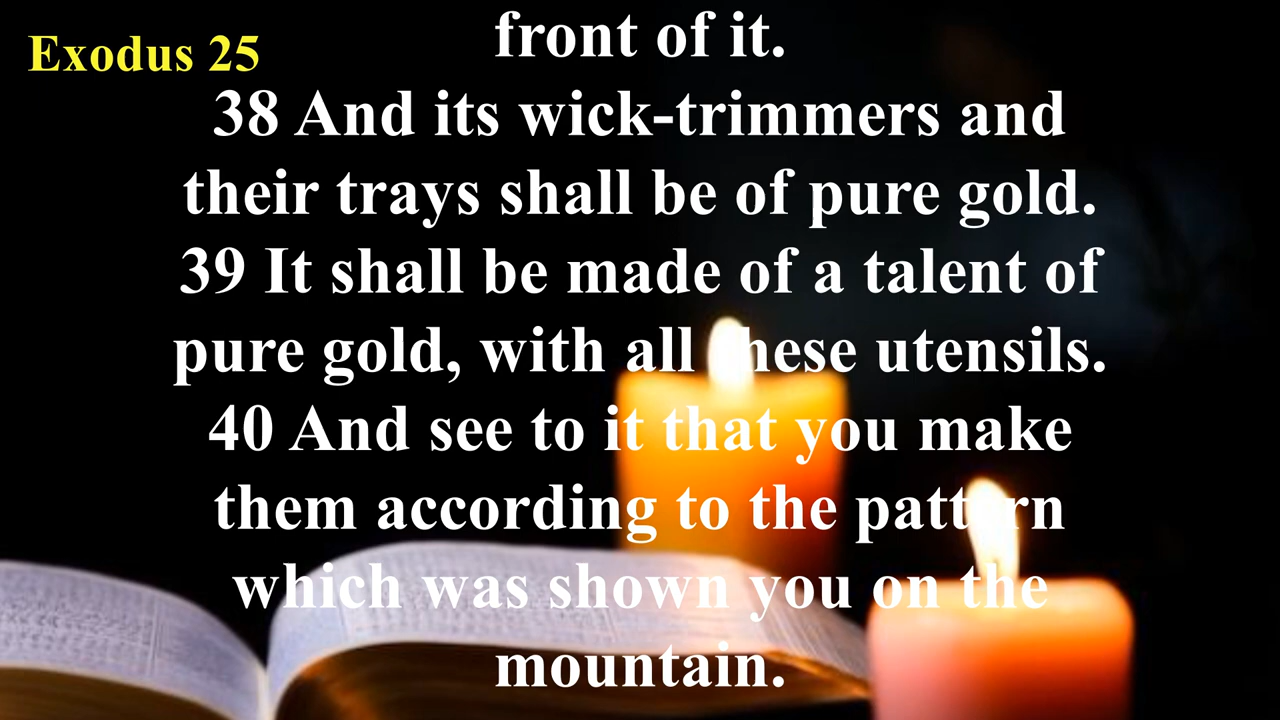 Exodus 25
front of it.
38 And its wick-trimmers and
their trays shall be of pure gold.
39 It shall be made of a talent of
pure gold, with all these utensils.
40 And see to it that you make
them according to the pattern
which was shown you on the
mountain.